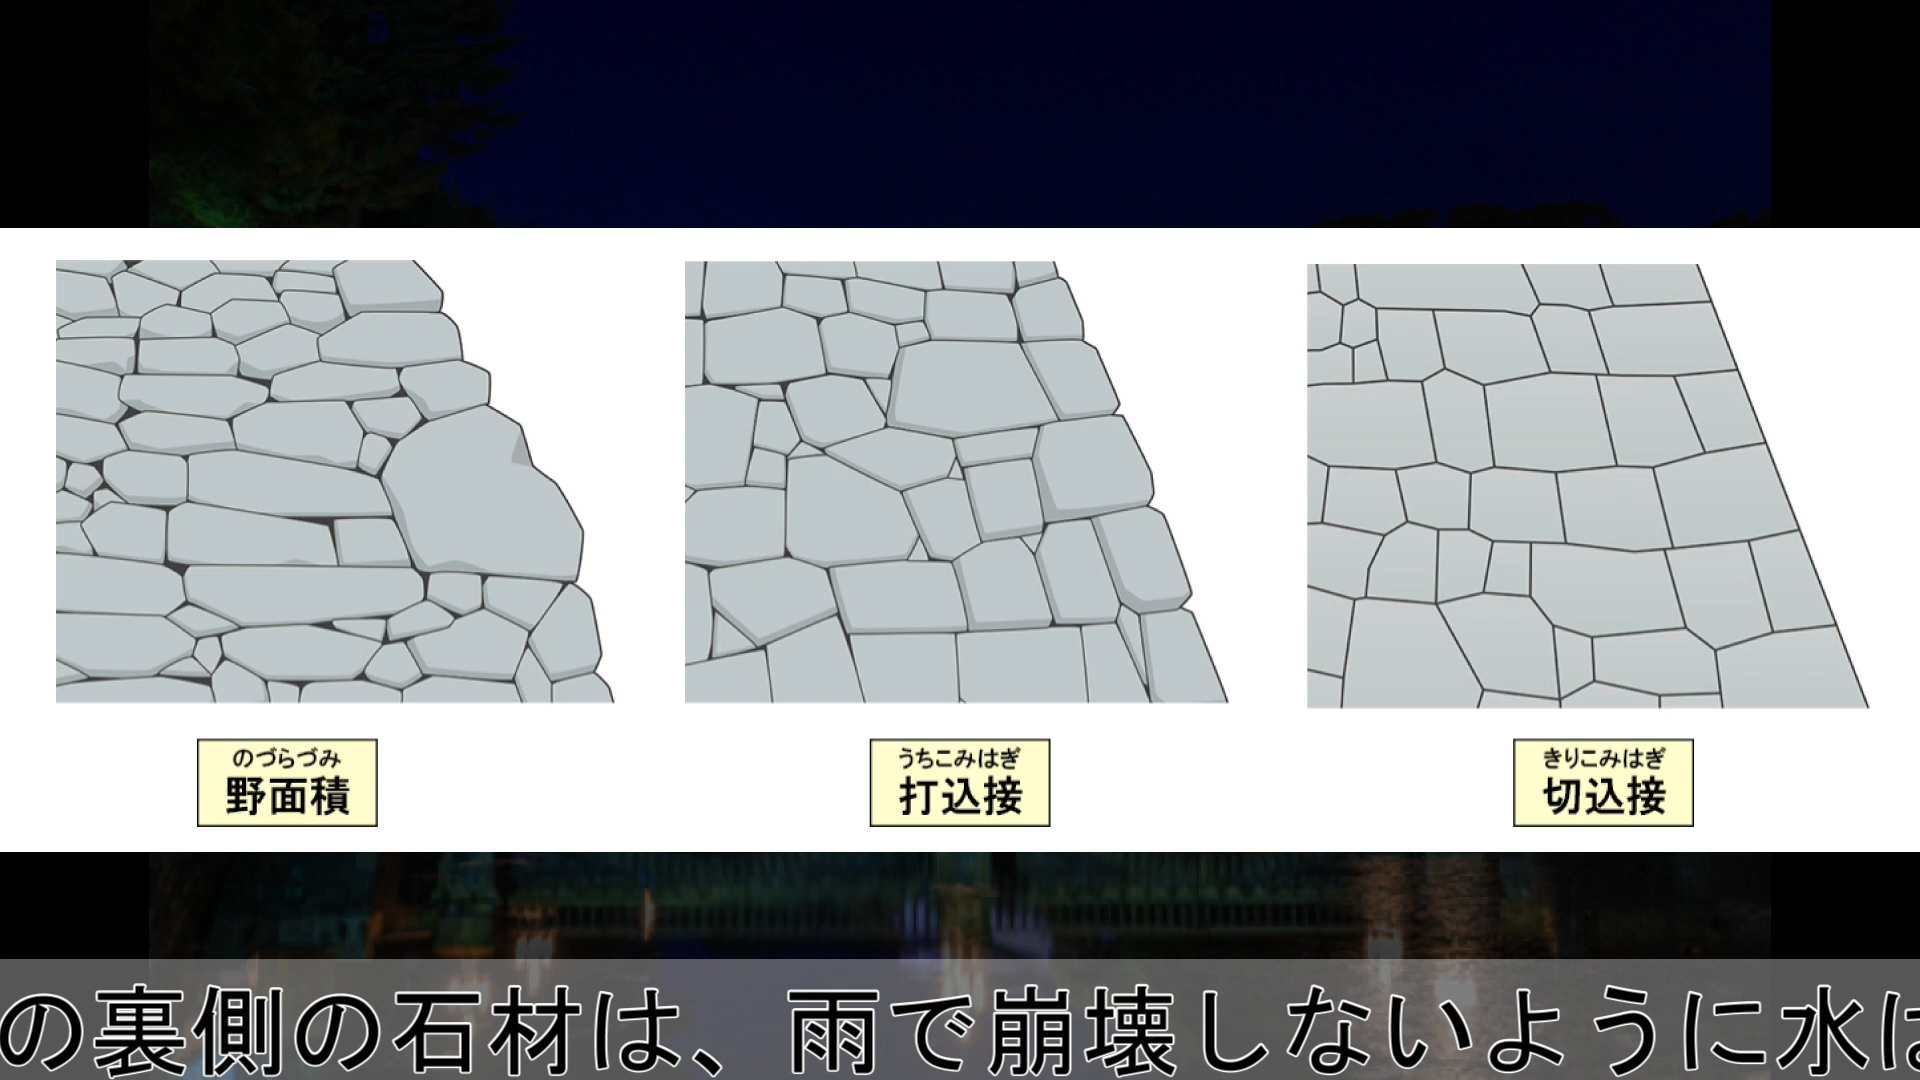 のづらづみ
野面積
うちこみはぎ
打込接
きりこみはぎ
切込接
の裏側の石材は、雨で崩壊しないように水は